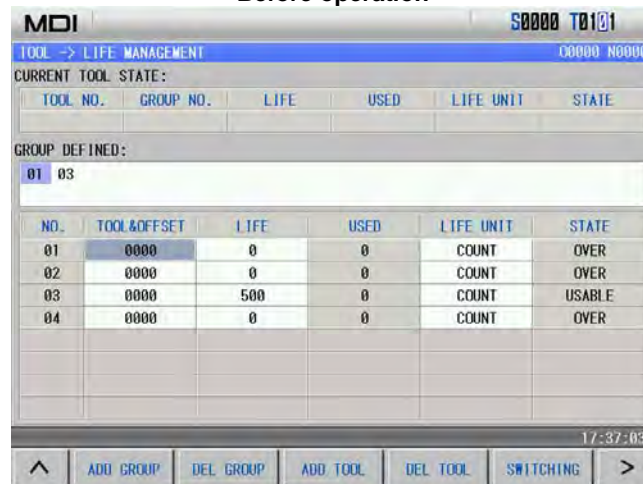 Before operation
MDI S0000 T0101
TOOL -> LIFE MANAGEMENT O0000 N0000
CURRENT TOOL STATE:
TOOL NO. GROUP NO. LIFE USED LIFE UNIT STATE
GROUP DEFINED:
01 03
NO. TOOL&OFFSET LIFE USED LIFE UNIT STATE
01 0000 0 0 COUNT OVER
02 0000 0 0 COUNT OVER
03 0000 500 0 COUNT USABLE
04 0000 0 0 COUNT OVER
17:37:03
^ ADD GROUP DEL GROUP ADD TOOL DEL TOOL SWITCHING >